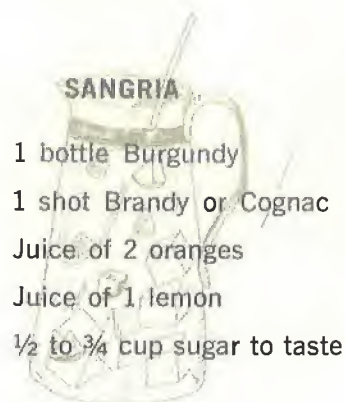 SANGRIA
1 bottle Burgundy
1 shot Brandy or Cognac
Juice of 2 oranges
Juice of 1 lemon
½ to ¾ cup sugar to taste